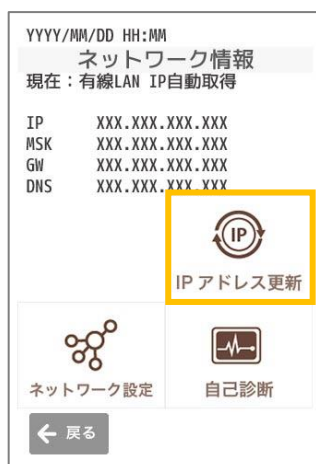 YYYY/MM/DD HH:MM
ネットワーク情報
現在：有線LAN IP自動取得
IP XXX.XXX.XXX.XXX
MSK XXX.XXX.XXX.XXX
GW XXX.XXX.XXX.XXX
DNS XXX.XXX.XXX.XXX
IP
IP アドレス更新
ネットワーク設定 自己診断
戻る